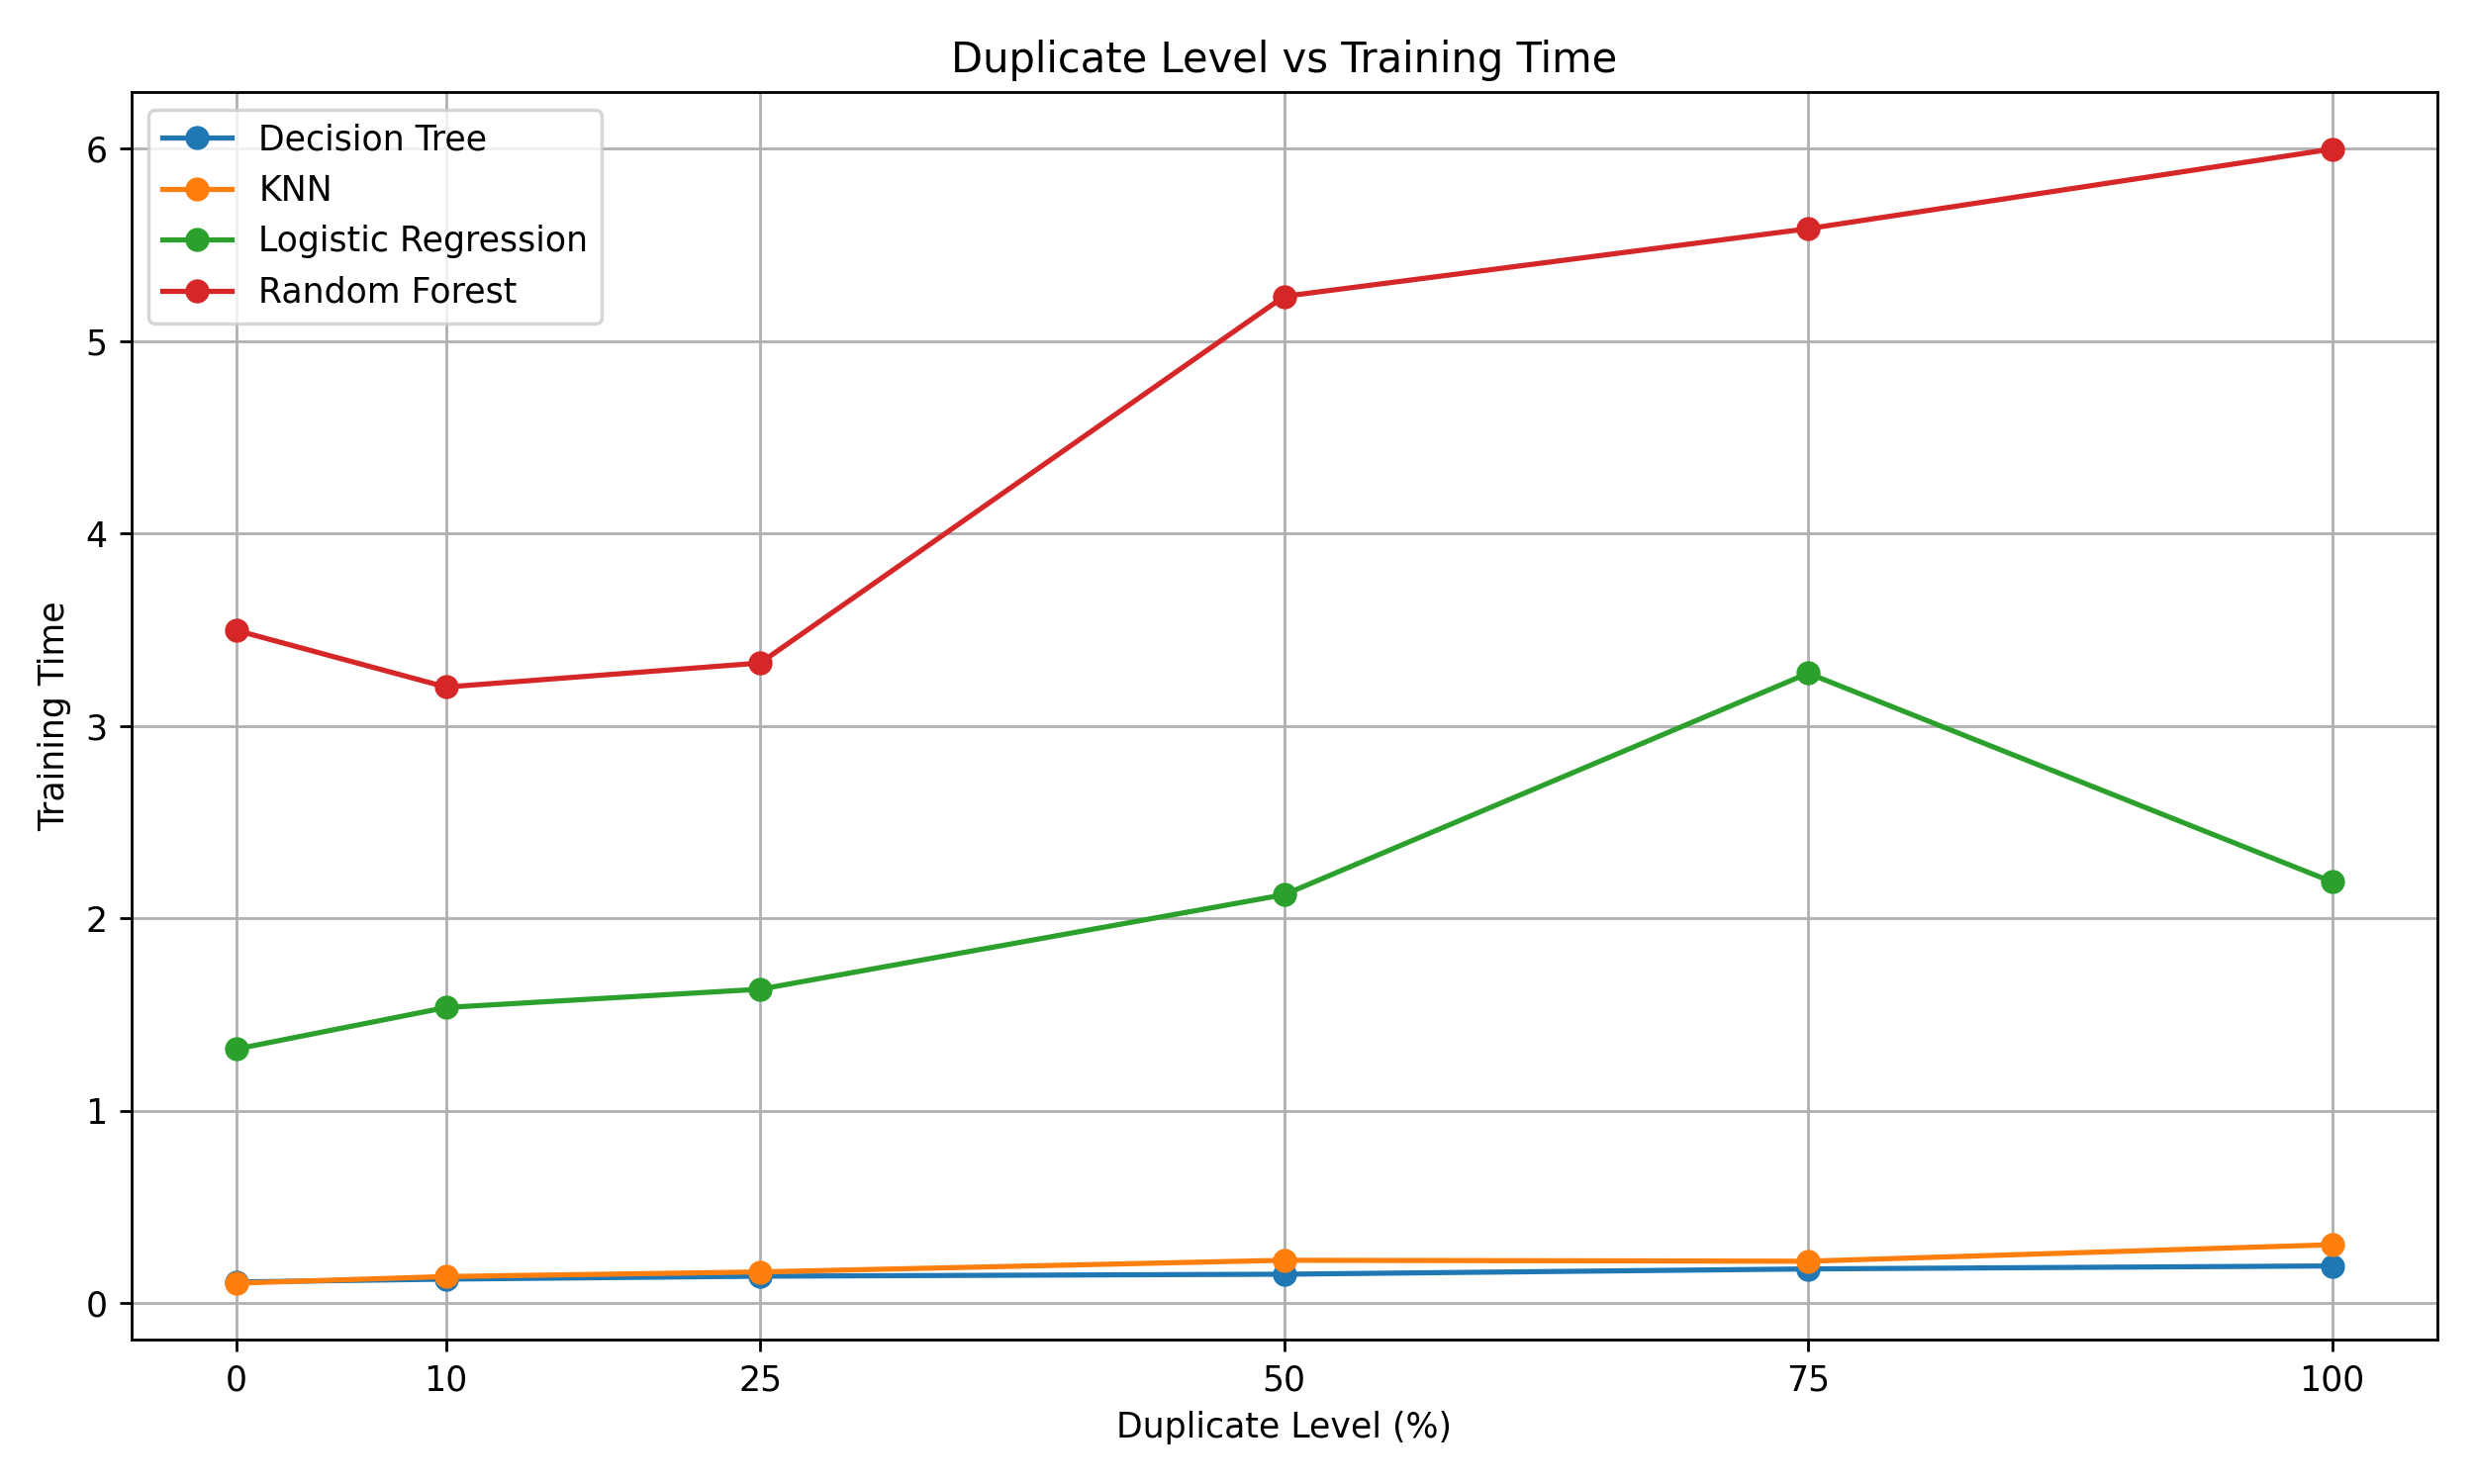 Duplicate Level vs Training Time
Decision Tree
KNN
Logistic Regression
Random Forest
6
5
4
3
2
1
0
Training Time
0 10 25 50 75 100
Duplicate Level (%)